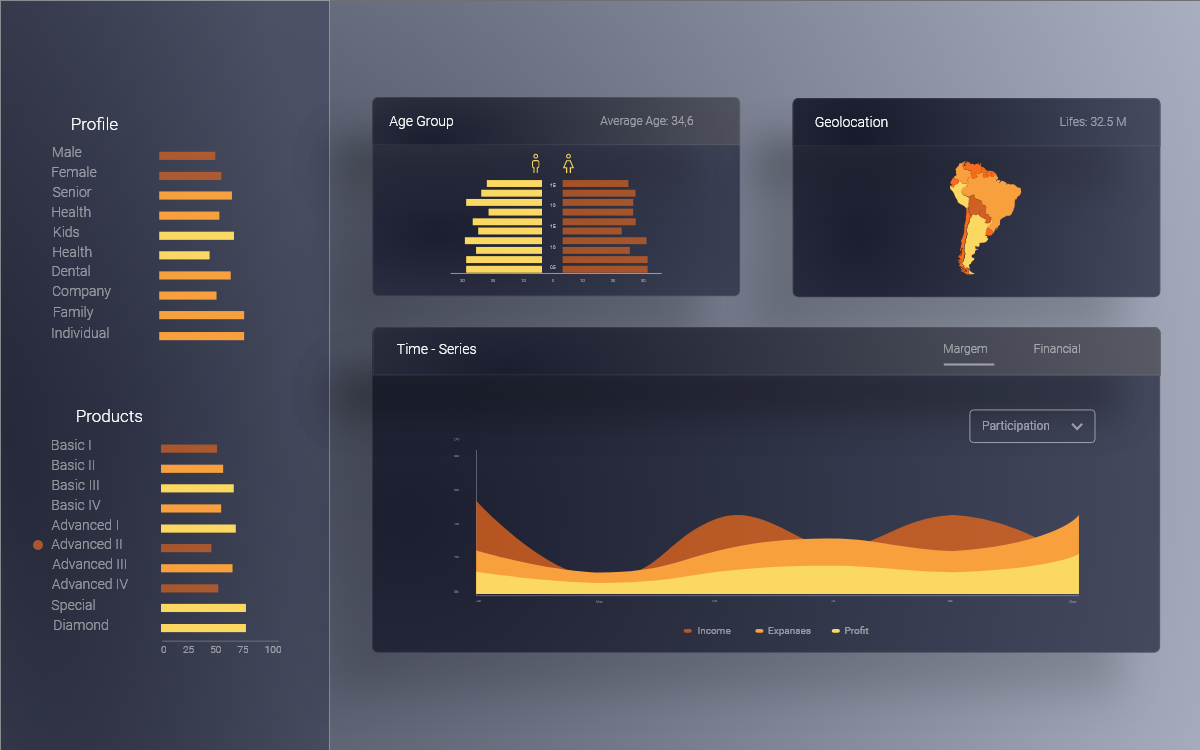 Profile
Male
Female
Senior
Health
Kids
Health
Dental
Company
Family
Individual
Products
Basic I
Basic II
Basic III
Basic IV
Advanced I
Advanced II
Advanced III
Advanced IV
Special
Diamond
0 25 50 75 100
Age Group Average Age: 34,6
Geolocation Lifes: 32.5 M
Time - Series Margem Financial
Participation
Income Expanses Profit